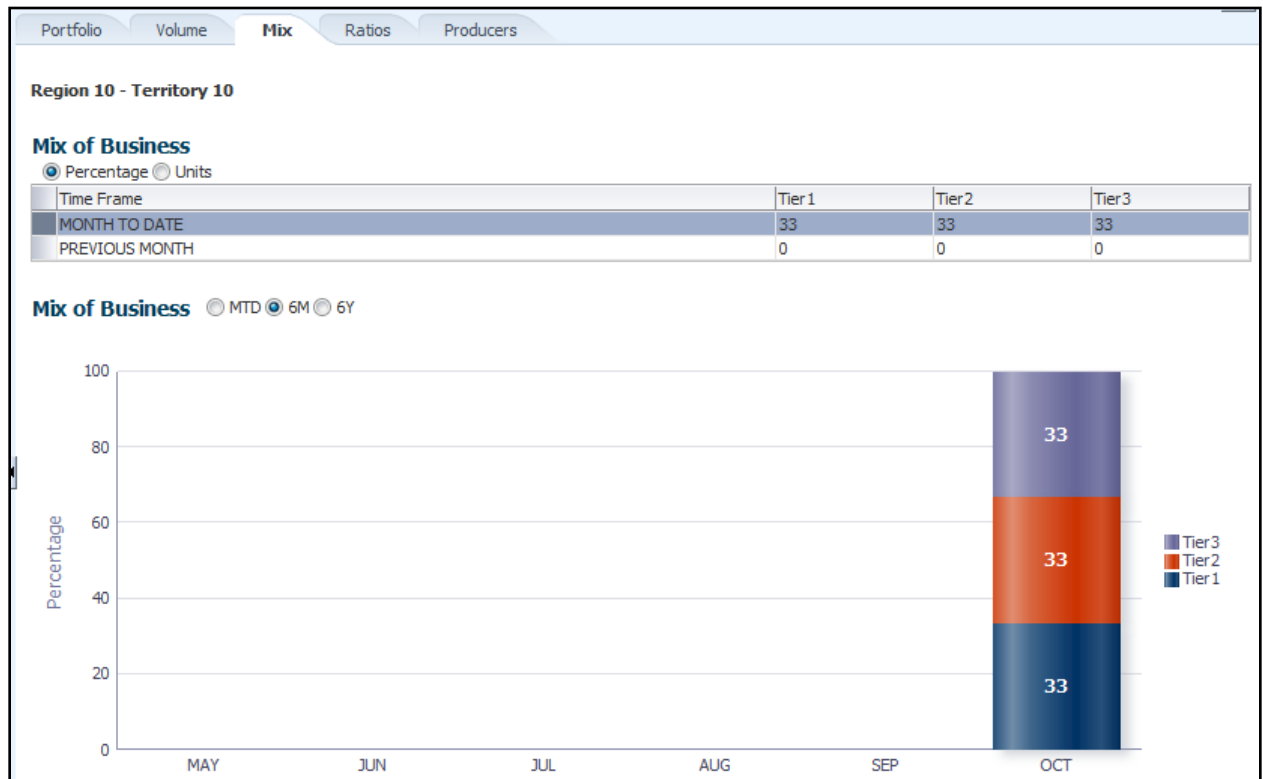 Portfolio Volume Mix Ratios Producers
Region 10 - Territory 10
Mix of Business
Percentage Units
Time Frame Tier1 Tier2 Tier3
MONTH TO DATE 33 33 33
PREVIOUS MONTH 0 0 0
Mix of Business MTD 6M 6Y
100
33
80
60
Percentage
Tier3
33
Tier2
Tier1
40
20
33
0
MAY JUN JUL AUG SEP OCT